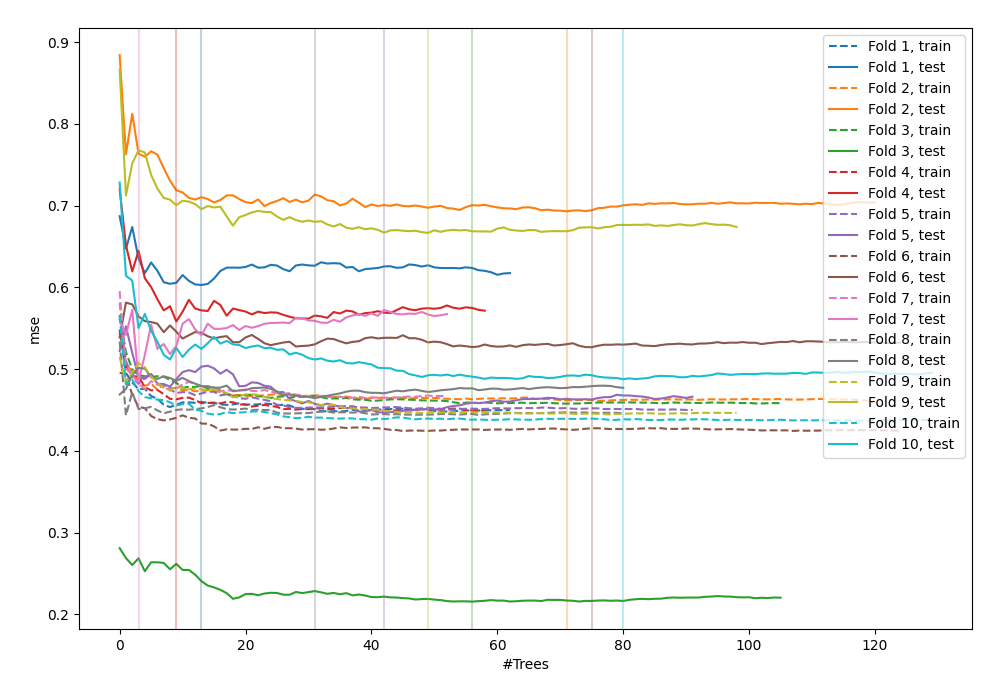 0.9
0.8
0.7
0.6
0.5
0.4
0.3
0.2
mse
0
20
40
60
80
100
120
#Trees
Fold 1, train
Fold 1, test
Fold 2, train
Fold 2, test
Fold 3, train
Fold 3, test
Fold 4, train
Fold 4, test
Fold 5, train
Fold 5, test
Fold 6, train
Fold 6, test
Fold 7, train
Fold 7, test
Fold 8, train
Fold 8, test
Fold 9, train
Fold 9, test
Fold 10, train
Fold 10, test